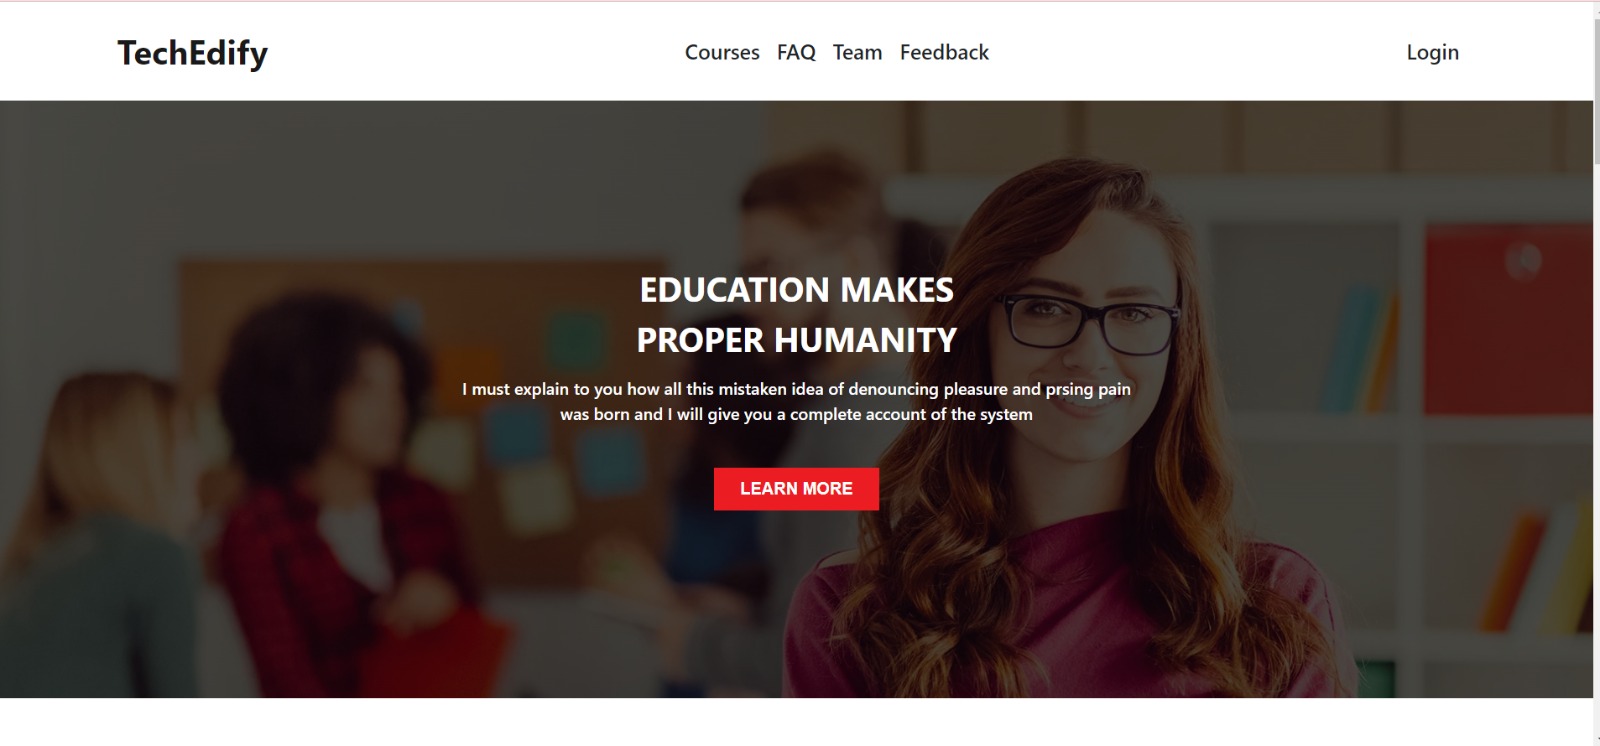 TechEdify
Courses FAQ Team Feedback
Login
EDUCATION MAKES
PROPER HUMANITY
I must explain to you how all this mistaken idea of denouncing pleasure and prsing pain
was born and I will give you a complete account of the system
LEARN MORE